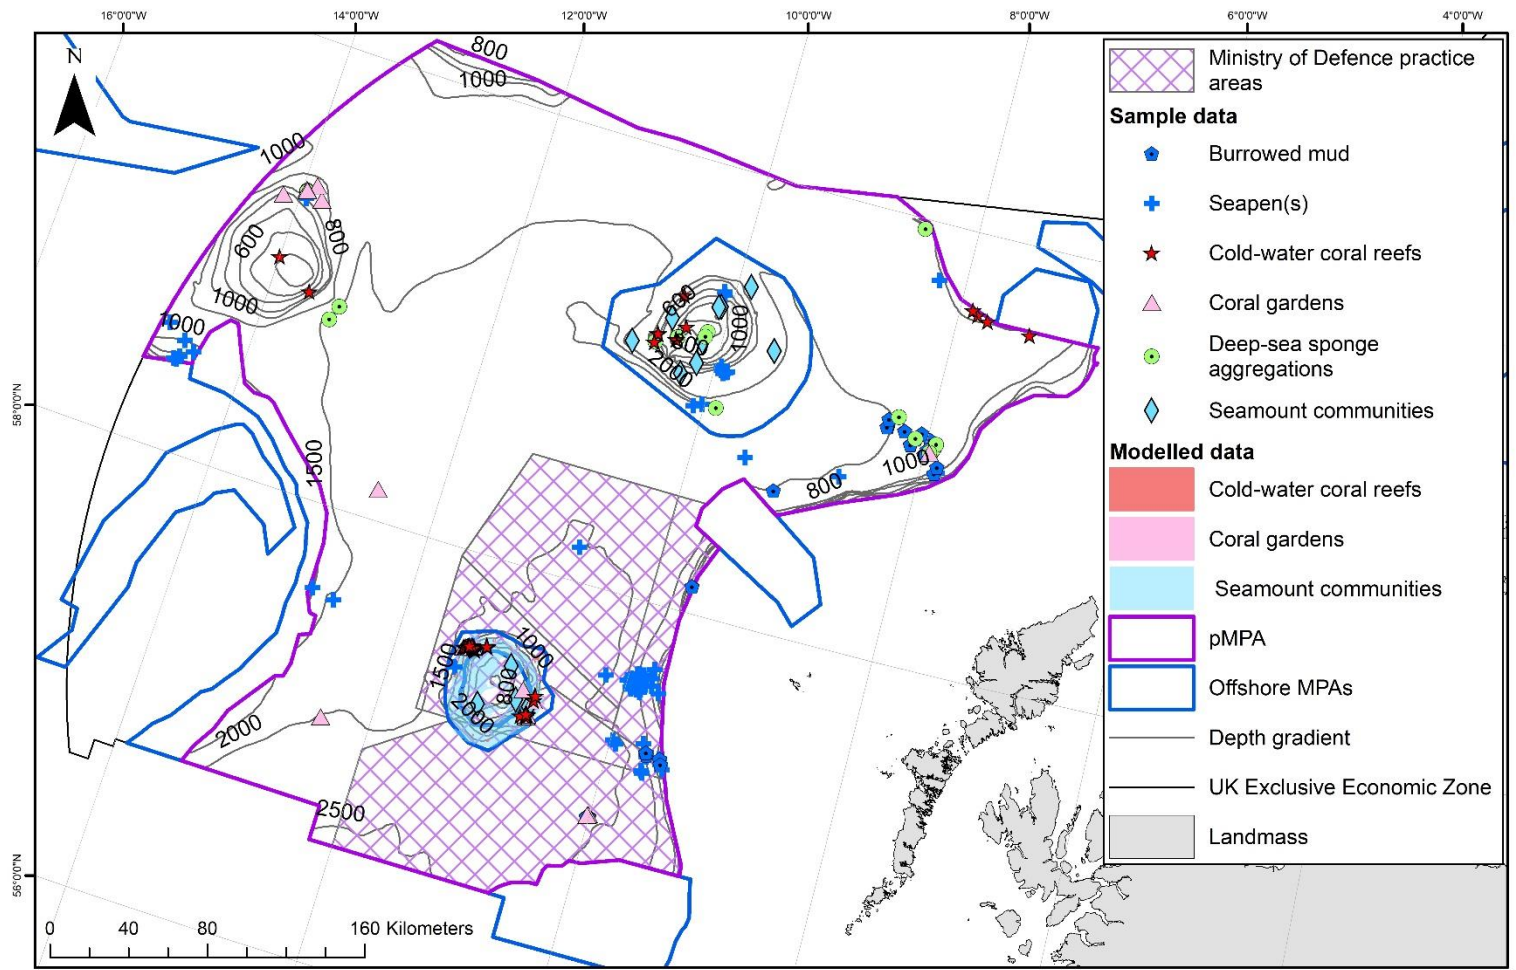 16°0'0"W
14°0'0"W
12°0'0"W
10°0'0"W
8°0'0"W
6°0'0"W
4°0'0"W
N
800
1000
1000
600
800
1000
1000
600
1000
800
2000
58°0'0"N
1500
1000
800
1000
1500
800
2000
2000
2500
56°0'0"N
0
40
80
160 Kilometers
Ministry of Defence practice
areas
Sample data
Burrowed mud
Seapen(s)
Cold-water coral reefs
Coral gardens
Deep-sea sponge
aggregations
Seamount communities
Modelled data
Cold-water coral reefs
Coral gardens
Seamount communities
pMPA
Offshore MPAs
Depth gradient
UK Exclusive Economic Zone
Landmass